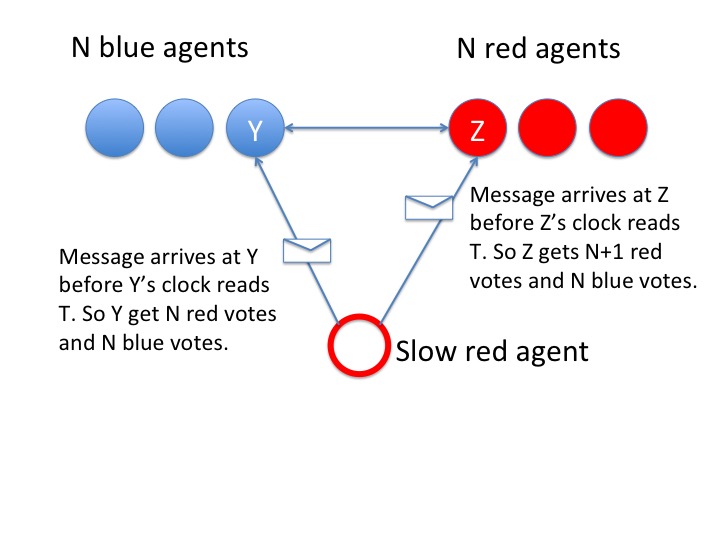 N blue agents
N red agents
Y
Z
Message arrives at Z
before Z’s clock reads
T. So Z gets N+1 red
votes and N blue votes.
Message arrives at Y
before Y’s clock reads
T. So Y get N red votes
and N blue votes.
Slow red agent